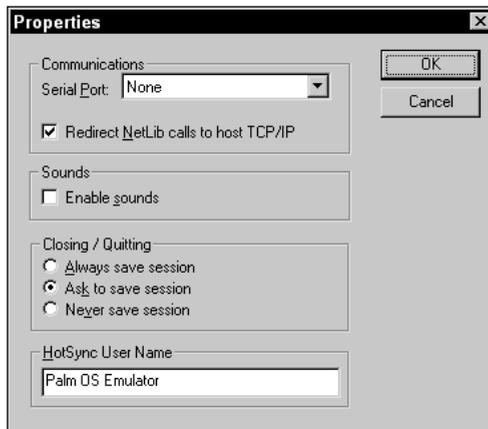 Properties
Communications
Serial Port: None
Redirect NetLib calls to host TCP/IP
Sounds
Enable sounds
Closing / Quitting
Always save session
Ask to save session
Never save session
HotSync User Name
Palm OS Emulator
OK
Cancel